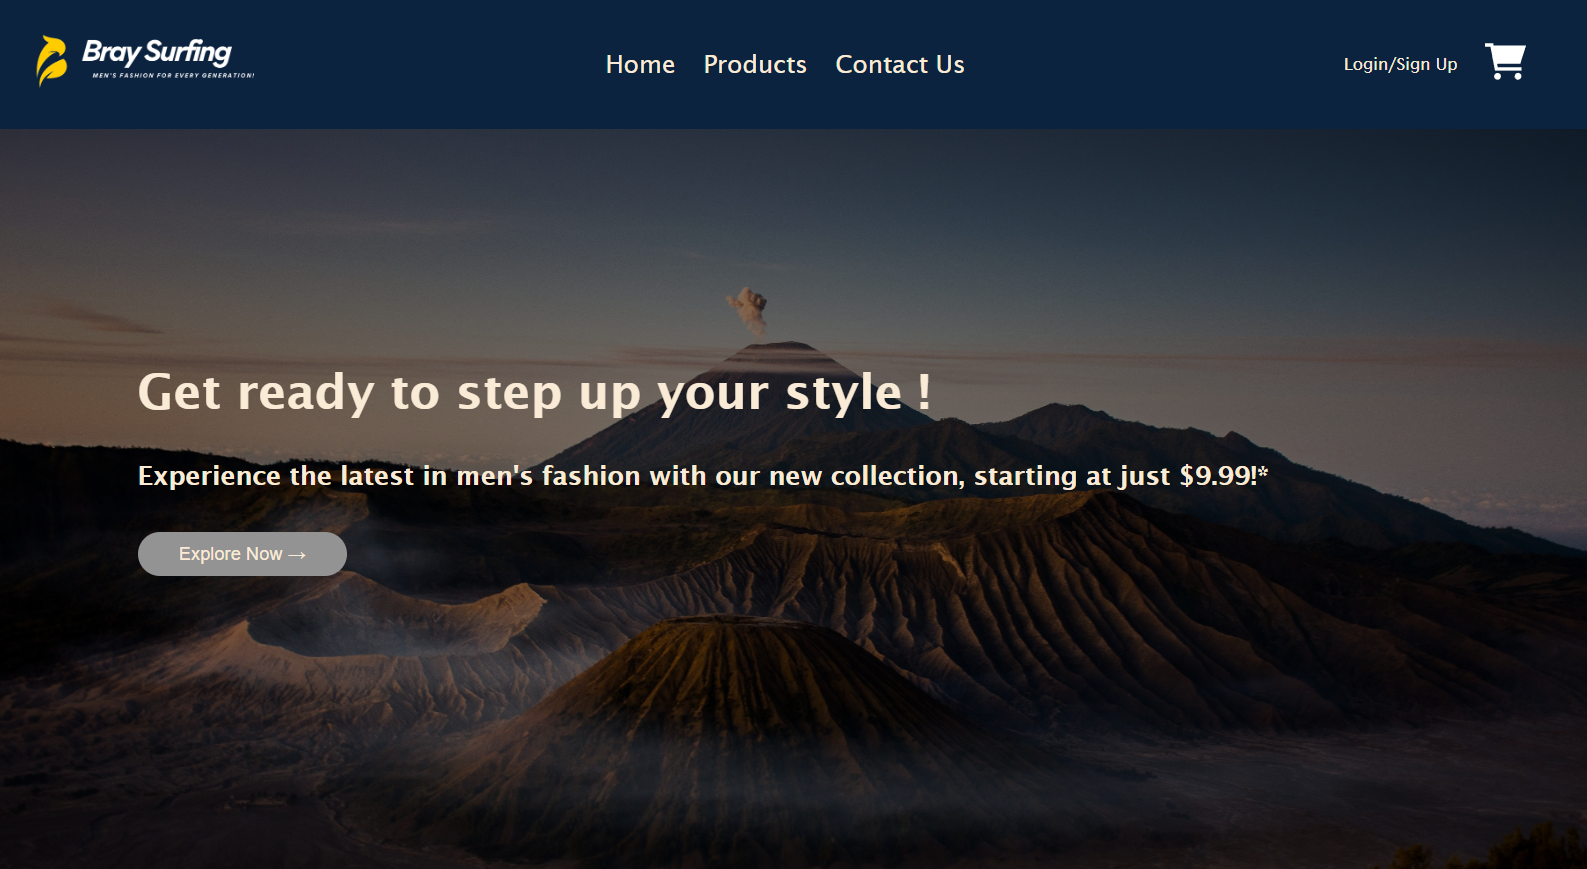 Bray Surfing
MEN'S FASHION FOR EVERY GENERATION!
Home Products Contact Us
Login/Sign Up
Get ready to step up your style !
Experience the latest in men's fashion with our new collection, starting at just $9.99!*
Explore Now →